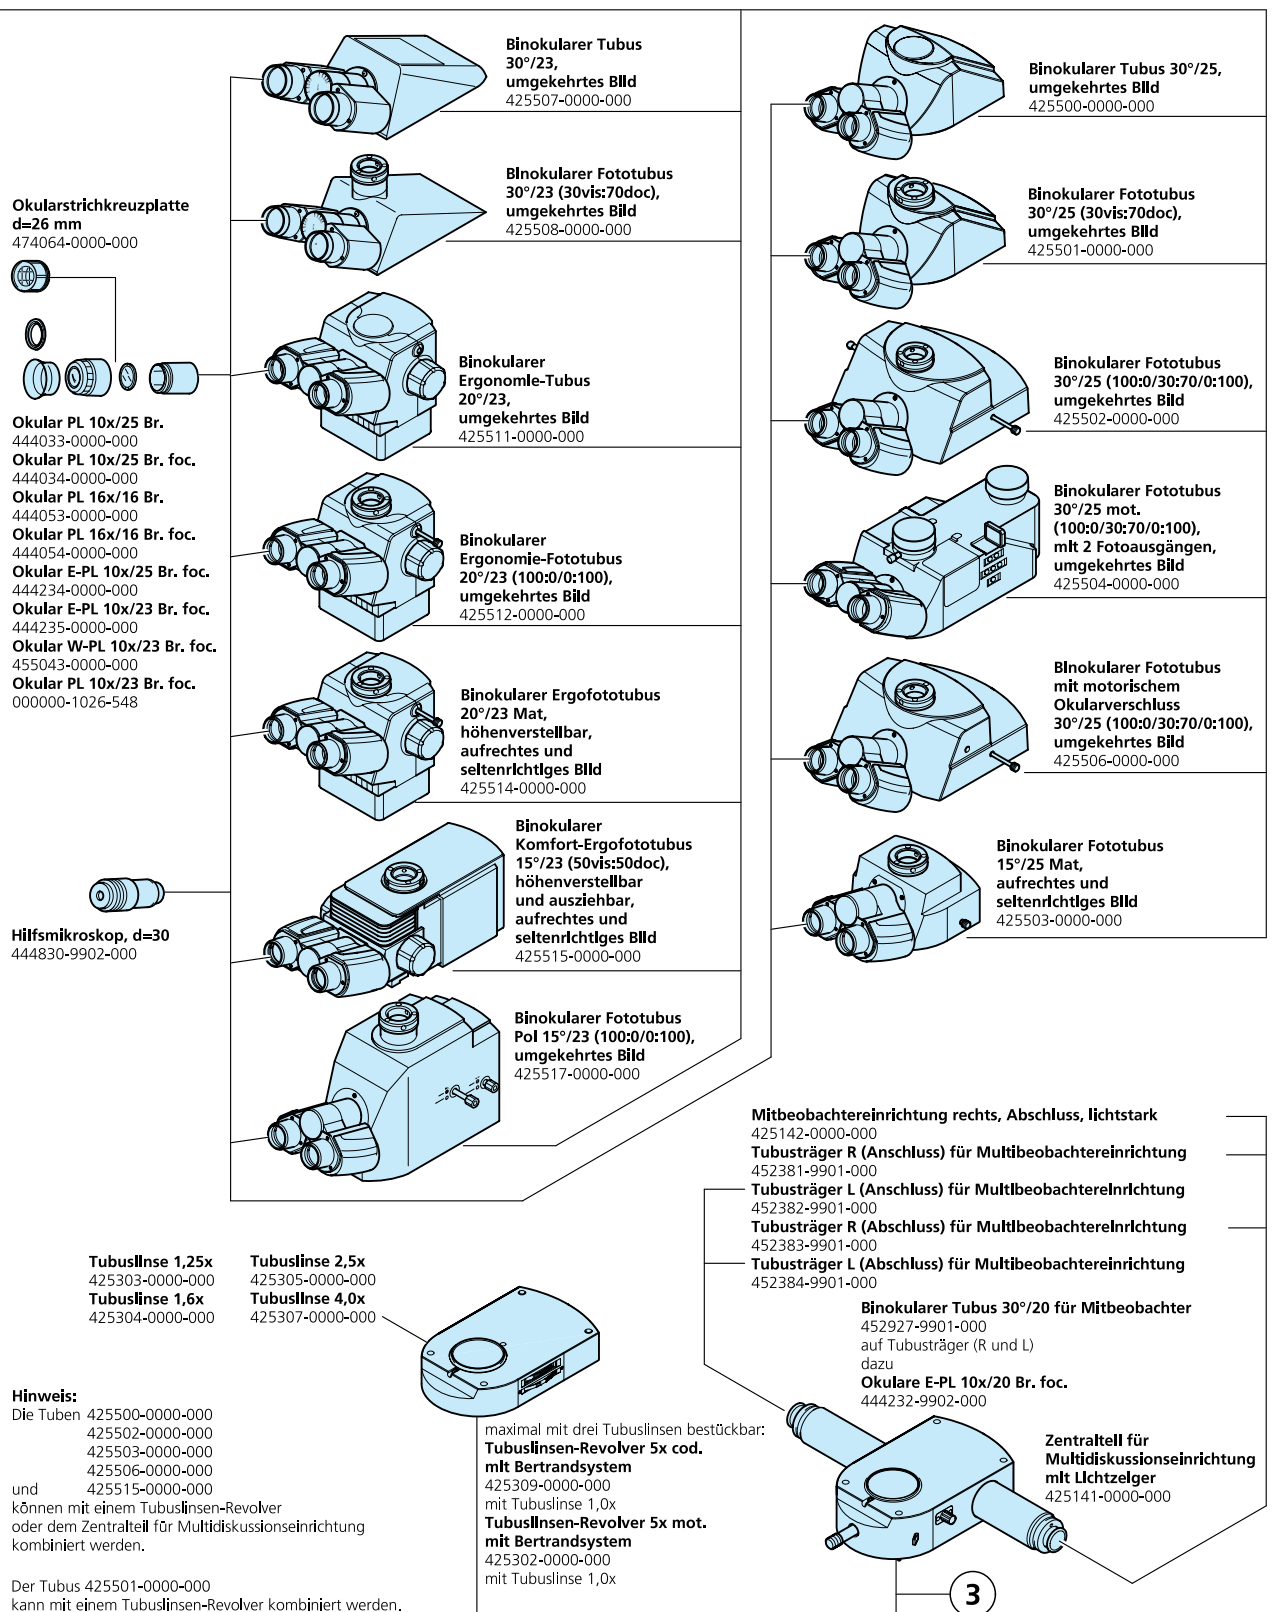 Binokularer Tubus
30°/23,
umgekehrtes Bild
425507-0000-000
Binokularer Fototubus
30°/23 (30vis:70doc),
umgekehrtes Bild
425508-0000-000
Okularstrichkreuzplatte
d=26 mm
474064-0000-000
Binokularer
Ergonomie-Tubus
20°/23,
umgekehrtes Bild
425511-0000-000
Okular PL 10x/25 Br.
444033-0000-000
Okular PL 10x/25 Br. foc.
444034-0000-000
Okular PL 16x/16 Br.
444053-0000-000
Okular PL 16x/16 Br. foc.
444054-0000-000
Okular E-PL 10x/25 Br. foc.
444234-0000-000
Okular E-PL 10x/23 Br. foc.
444235-0000-000
Okular W-PL 10x/23 Br. foc.
455043-0000-000
Okular PL 10x/23 Br. foc.
000000-1026-548
Binokularer
Ergonomie-Fototubus
20°/23 (100:0/0:100),
umgekehrtes Bild
425512-0000-000
Binokularer Ergofototubus
20°/23 Mat,
höhenverstellbar,
aufrechtes und
seitenrichtiges Bild
425514-0000-000
Binokularer
Komfort-Ergofototubus
15°/23 (50vis:50doc),
höhenverstellbar
und ausziehbar,
aufrechtes und
seitenrichtiges Bild
425515-0000-000
Hilfsmikroskop, d=30
444830-9902-000
Binokularer Fototubus
Pol 15°/23 (100:0/0:100),
umgekehrtes Bild
425517-0000-000
Binokularer Tubus 30°/25,
umgekehrtes Bild
425500-0000-000
Binokularer Fototubus
30°/25 (30vis:70doc),
umgekehrtes Bild
425501-0000-000
Binokularer Fototubus
30°/25 (100:0/30:70/0:100),
umgekehrtes Bild
425502-0000-000
Binokularer Fototubus
30°/25 mot.
(100:0/30:70/0:100),
mit 2 Fotoausgängen,
umgekehrtes Bild
425504-0000-000
Binokularer Fototubus
mit motorischem
Okularverschluss
30°/25 (100:0/30:70/0:100),
umgekehrtes Bild
425506-0000-000
Binokularer Fototubus
15°/25 Mat,
aufrechtes und
seitenrichtiges Bild
425503-0000-000
Mitbeobachtereinrichtung rechts, Abschluss, lichtstark
425142-0000-000
Tubusträger R (Anschluss) für Multibeobachtereinrichtung
452381-9901-000
Tubusträger L (Anschluss) für Multibeobachtereinrichtung
452382-9901-000
Tubusträger R (Abschluss) für Multibeobachtereinrichtung
452383-9901-000
Tubusträger L (Abschluss) für Multibeobachtereinrichtung
452384-9901-000
Binokularer Tubus 30°/20 für Mitbeobachter
452927-9901-000
auf Tubusträger (R und L)
dazu
Okulare E-PL 10x/20 Br. foc.
444232-9902-000
Zentralteil für
Multidiskussionseinrichtung
mit Lichtzeiger
425141-0000-000
Tubuslinse 1,25x
425303-0000-000
Tubuslinse 1,6x
425304-0000-000
Tubuslinse 2,5x
425305-0000-000
Tubuslinse 4,0x
425307-0000-000
maximal mit drei Tubuslinsen bestückbar:
Tubuslinsen-Revolver 5x cod.
mit Bertrandsystem
425309-0000-000
mit Tubuslinse 1,0x
Tubuslinsen-Revolver 5x mot.
mit Bertrandsystem
425302-0000-000
mit Tubuslinse 1,0x
Hinweis:
Die Tuben 425500-0000-000
425502-0000-000
425503-0000-000
425506-0000-000
und 425515-0000-000
können mit einem Tubuslinsen-Revolver
oder dem Zentralteil für Multidiskussionseinrichtung
kombiniert werden.
Der Tubus 425501-0000-000
kann mit einem Tubuslinsen-Revolver kombiniert werden.
3